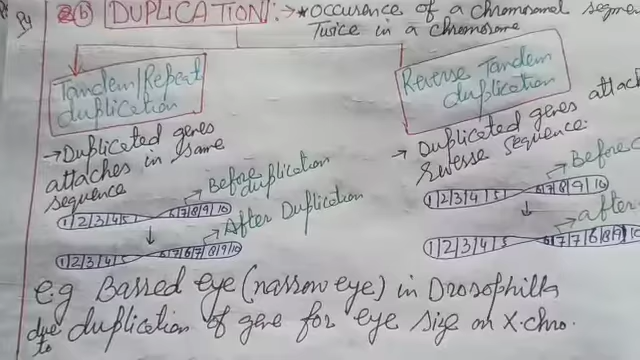 b) DUPLICATION :→ *occurence of a chromosomal segme
Twice in a chromosome
Tandem/Repeat
duplication
→ Duplicated genes
attaches in same
sequence
→ Before duplication
1 2 3 4 5 6 7 8 9 10
→ After Duplication
1 2 3 4 5 6 7 6 7 8 9 10
Reverse Tandem
duplication
→ Duplicated genes attac
reverse sequence.
→ Before
1 2 3 4 5 6 7 8 9 10
→ after
1 2 3 4 5 6 7 7 6 8 9 10
e.g Barred eye (narrow eye) in Drosophilla
due to duplication of gene for eye size on X.chro.